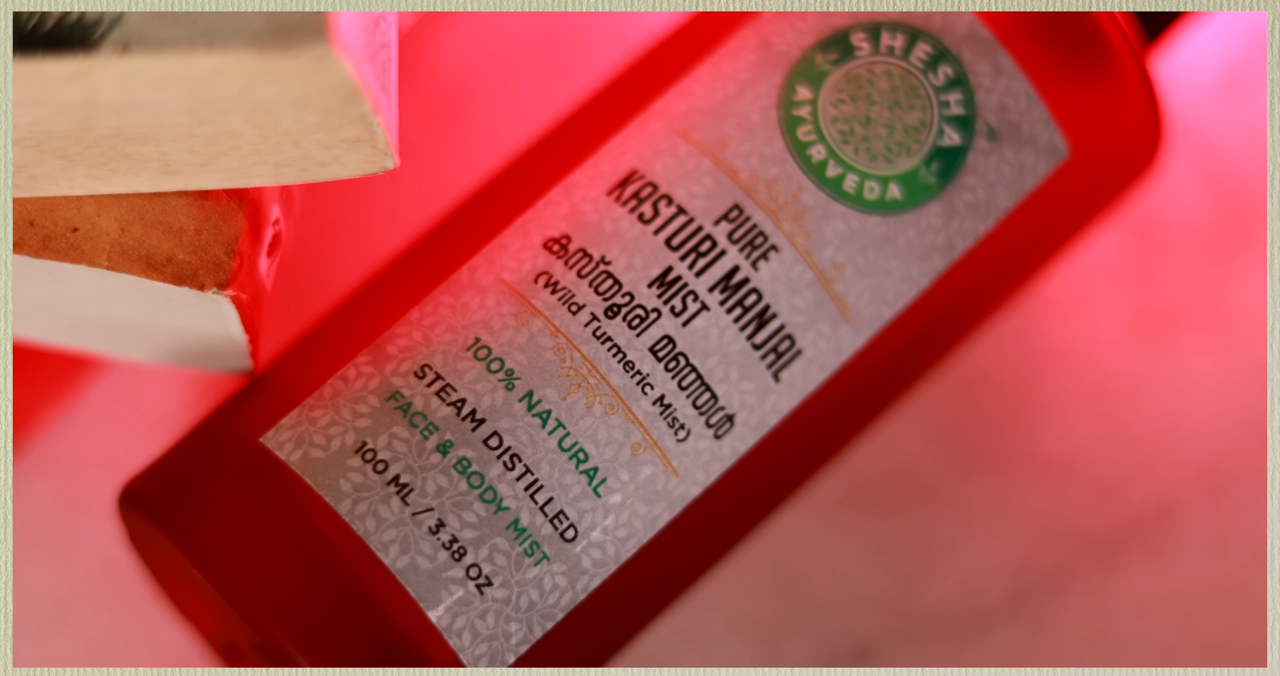 SHESHA
AYURVEDA
PURE
KASTURI MANJAL
MIST
കസ്തൂരി മഞ്ഞൾ
(Wild Turmeric Mist)
100% NATURAL
STEAM DISTILLED
FACE & BODY MIST
100 ML / 3.38 OZ